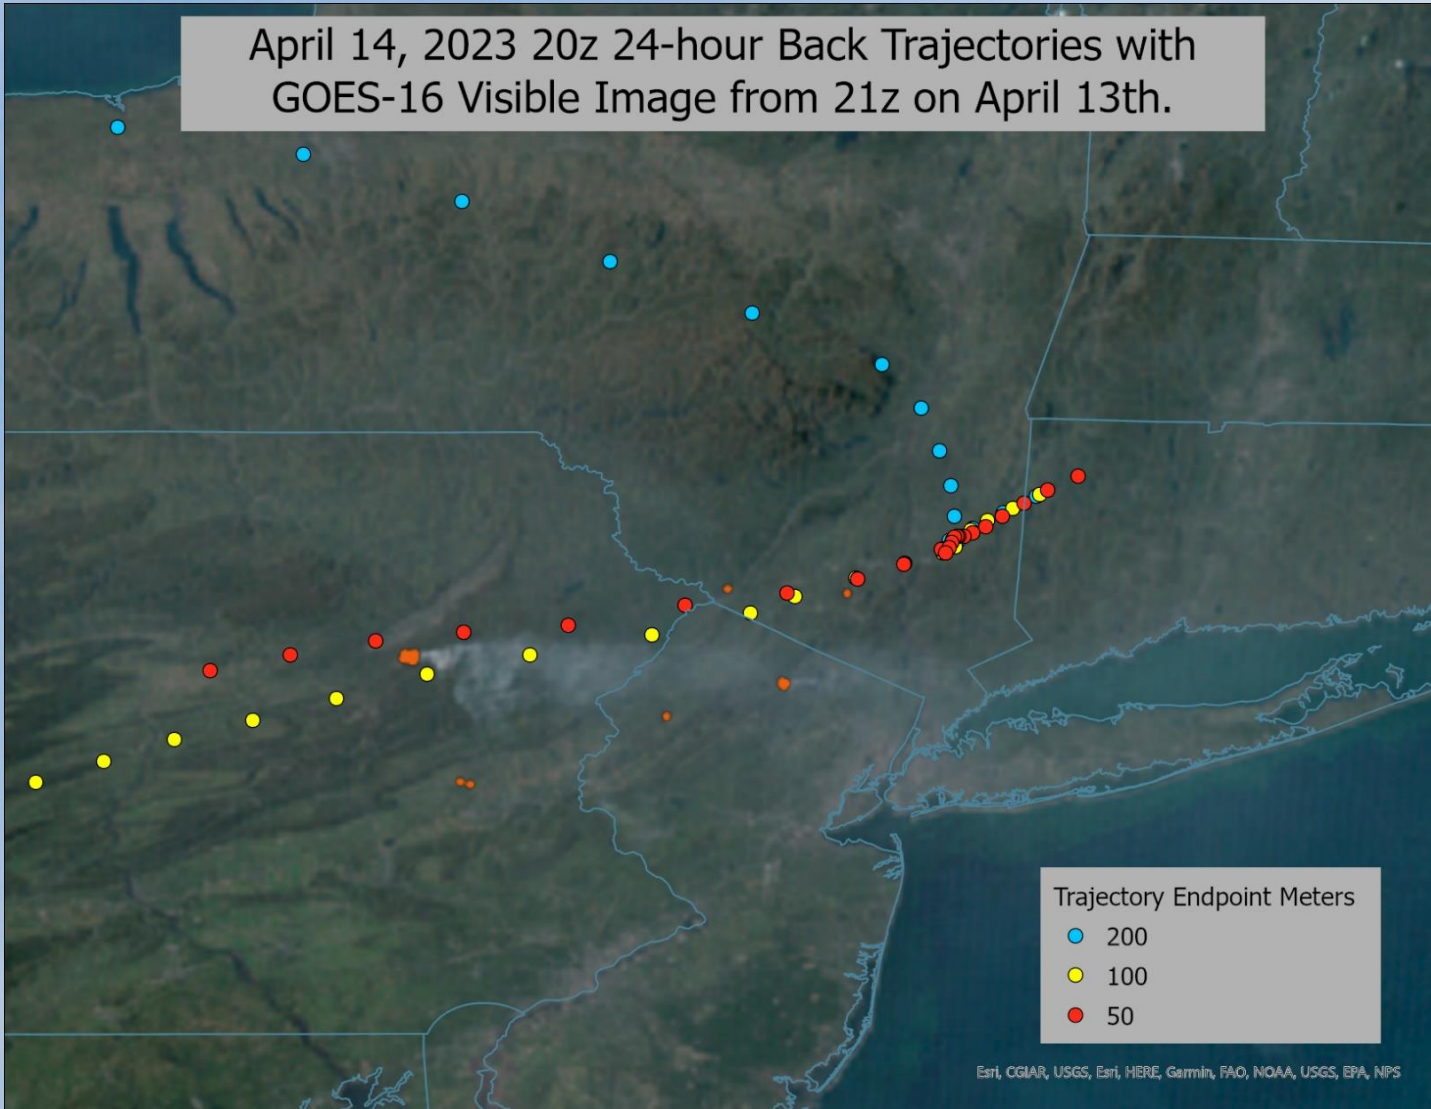 April 14, 2023 20z 24-hour Back Trajectories with
GOES-16 Visible Image from 21z on April 13th.
Trajectory Endpoint Meters
200
100
50
Esri, CGIAR, USGS, Esri, HERE, Garmin, FAO, NOAA, USGS, EPA, NPS